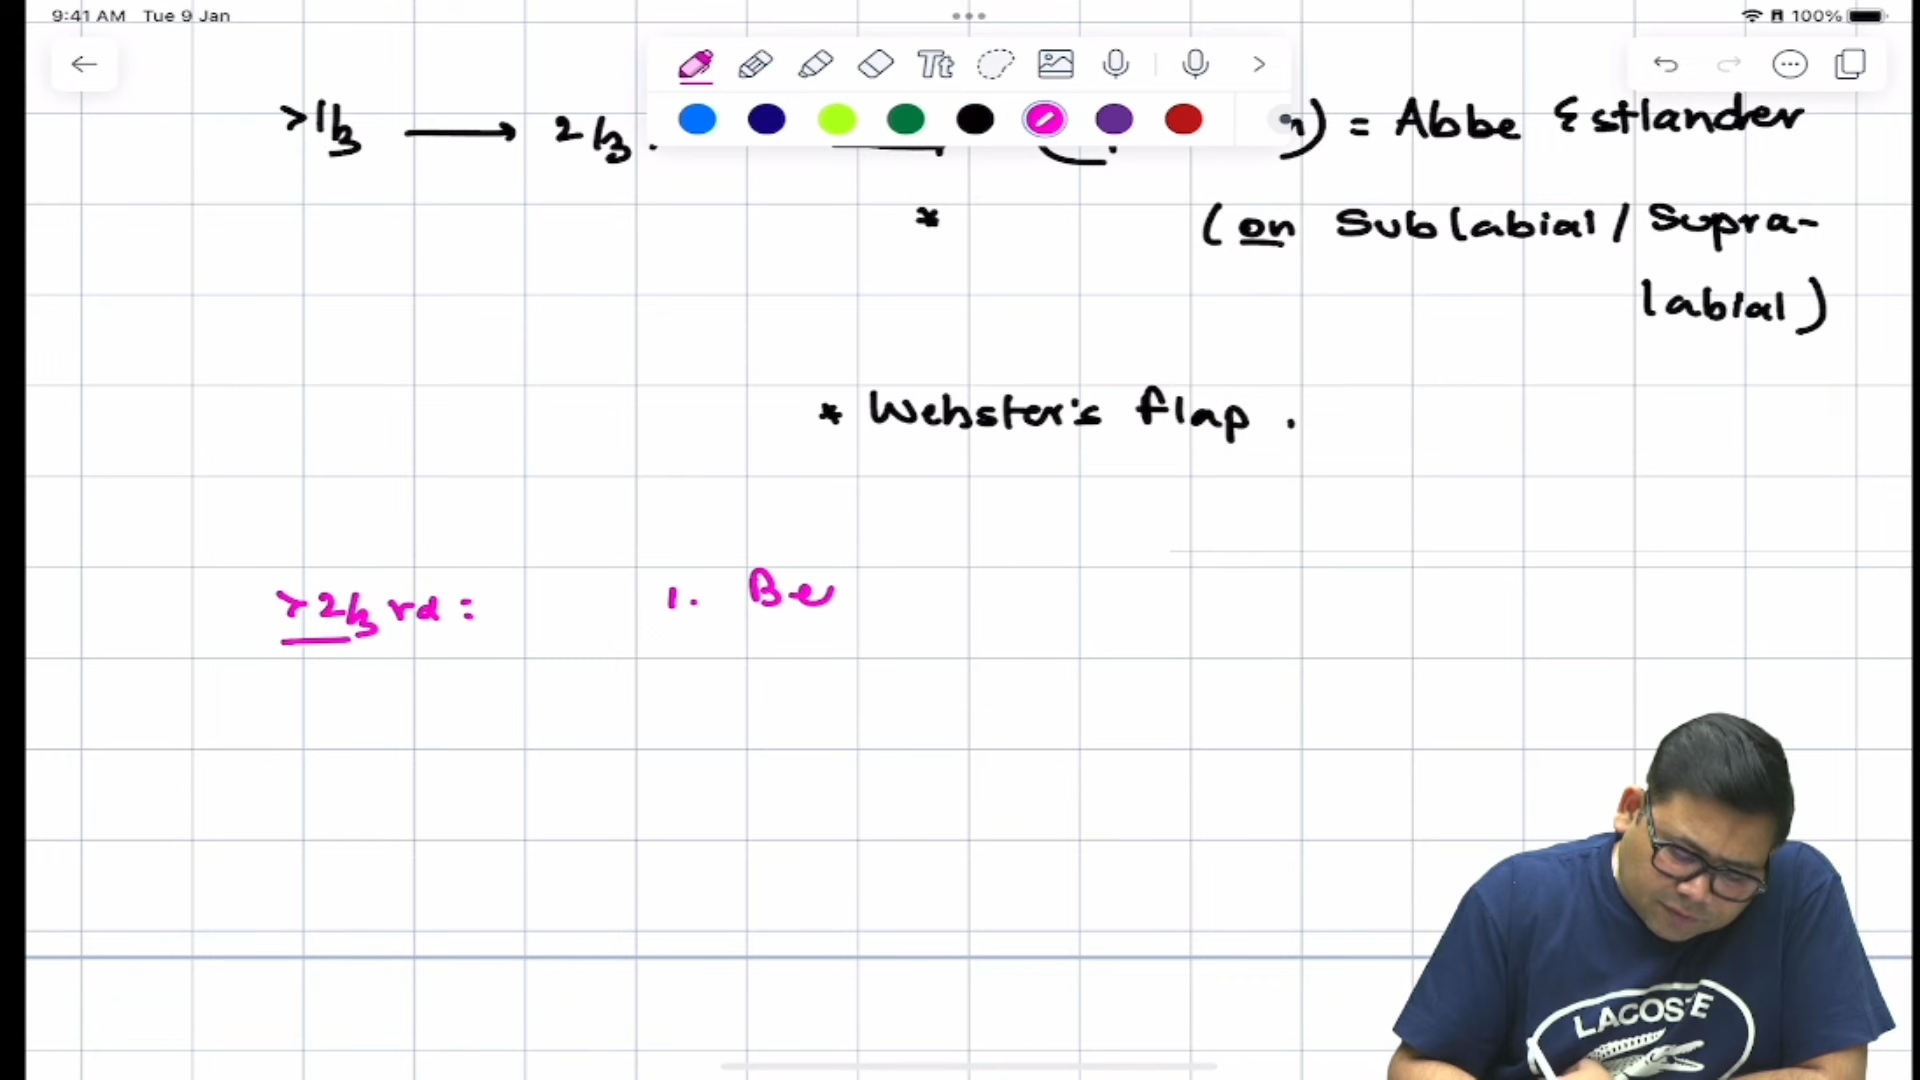 9:41 AM Tue 9 Jan
100%
Tt
>1/3 → 2/3 . ) = Abbe Estlander
*
(on Sublabial / Supra-
labial)
* Webster's flap .
>2/3 rd : 1. Be
LACOSTE